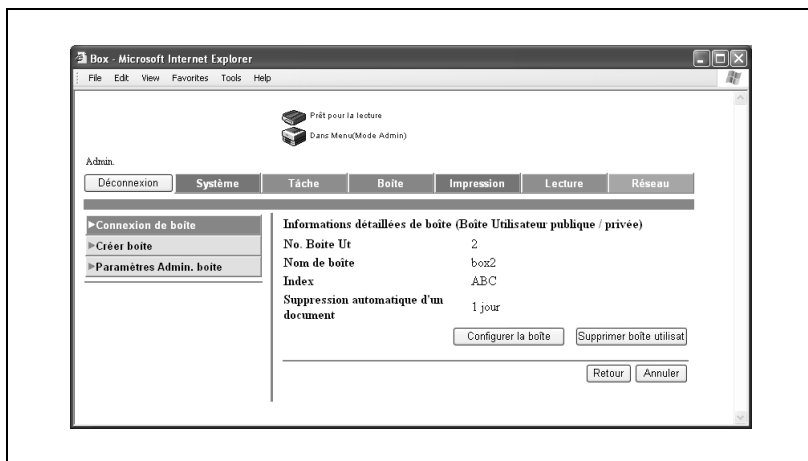 Box - Microsoft Internet Explorer
File Edit View Favorites Tools Help
Prêt pour la lecture
Dans Menu(Mode Admin)
Admin.
Déconnexion Système Tâche Boîte Impression Lecture Réseau
Connexion de boîte
Créer boîte
Paramètres Admin. boîte
Informations détaillées de boîte (Boîte Utilisateur publique / privée)
No. Boite Ut 2
Nom de boîte box2
Index ABC
Suppression automatique d'un
document 1 jour
Configurer la boîte Supprimer boîte utilisat
Retour Annuler